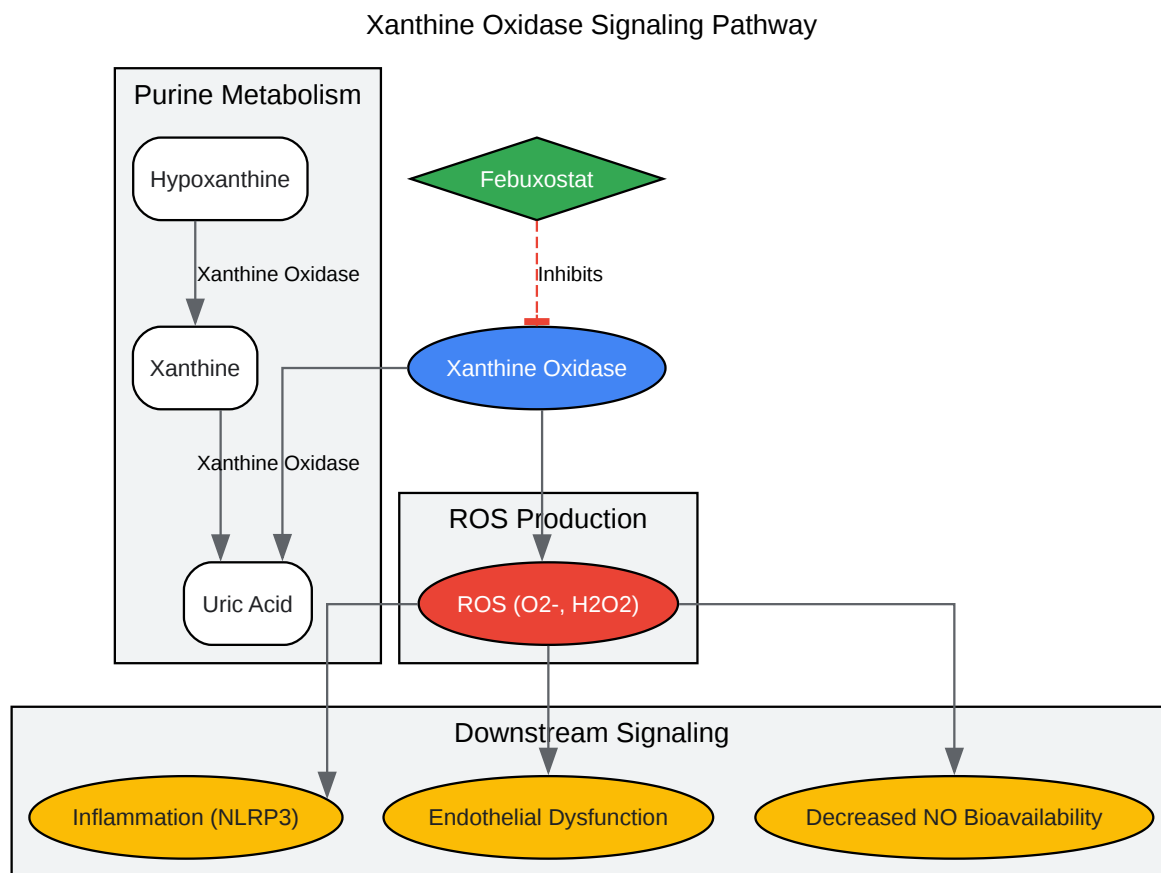 Xanthine Oxidase Signaling Pathway
Purine Metabolism
Hypoxanthine
Febuxostat
Xanthine Oxidase
Inhibits
Xanthine
Xanthine Oxidase
Xanthine Oxidase
ROS Production
Uric Acid
ROS (O2-, H2O2)
Downstream Signaling
Inflammation (NLRP3)
Endothelial Dysfunction
Decreased NO Bioavailability